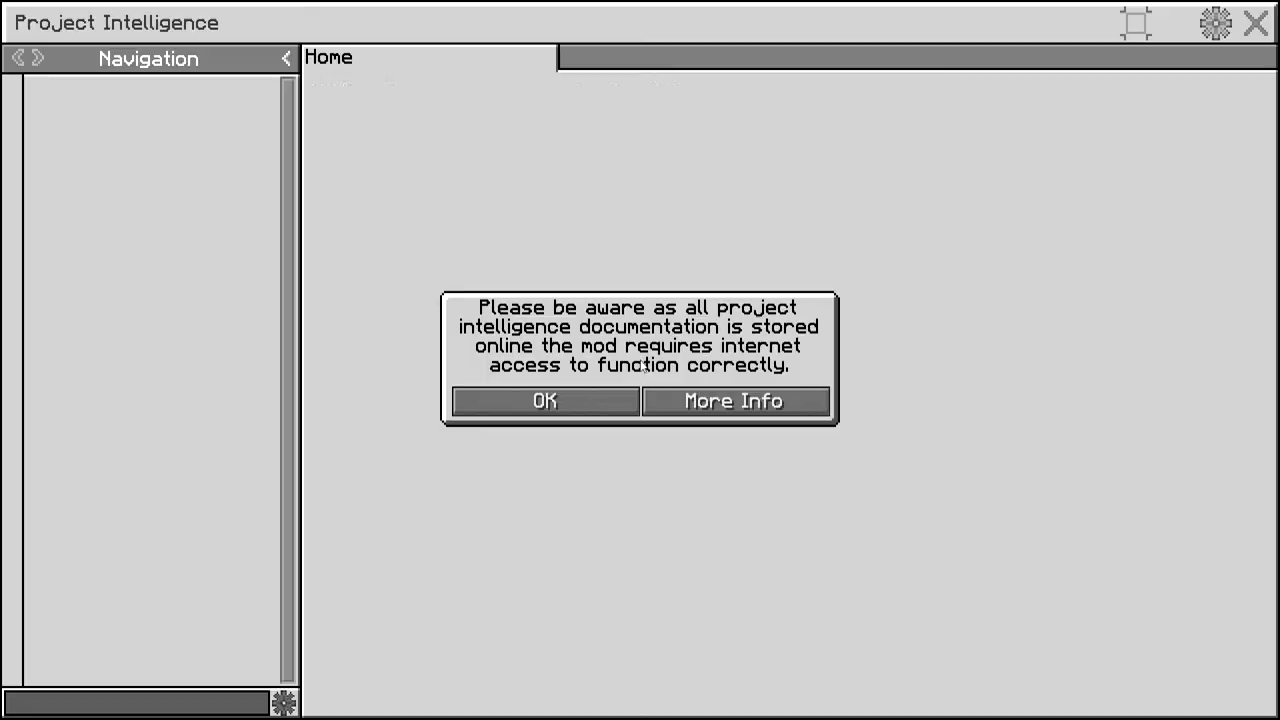 Project Intelligence
Navigation
Home
Please be aware as all project
intelligence documentation is stored
online the mod requires internet
access to function correctly.
OK
More Info